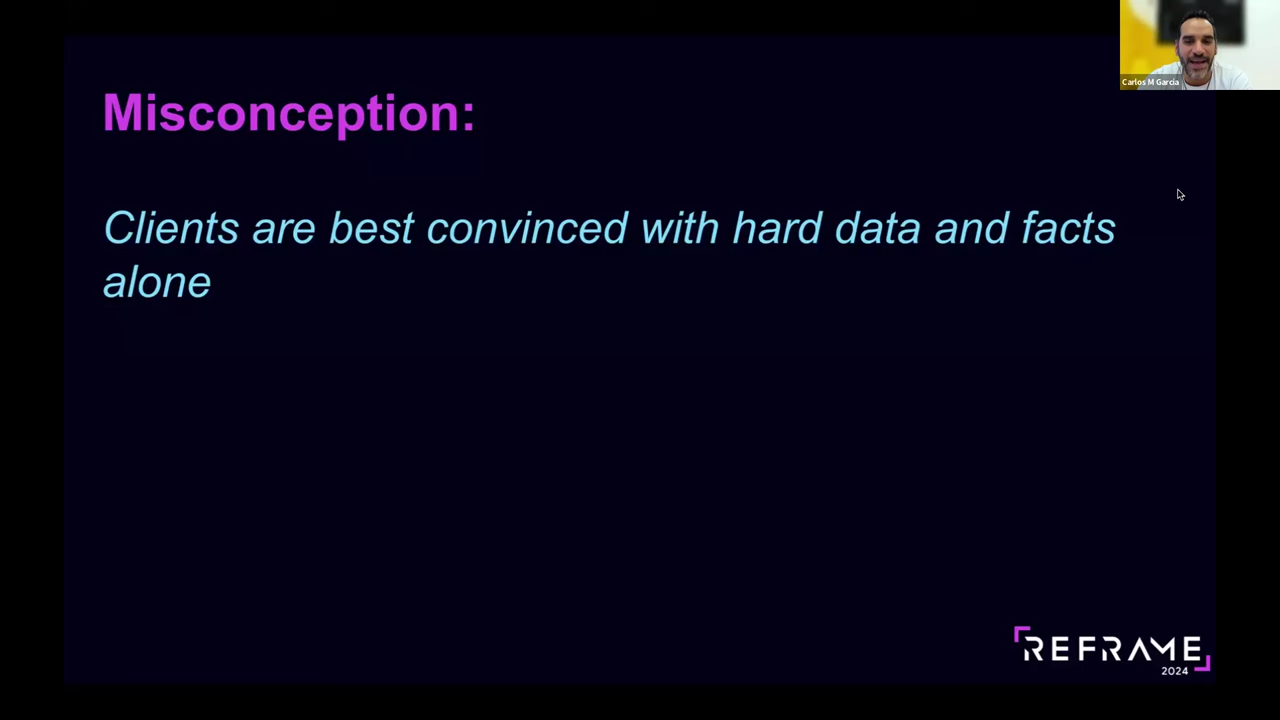 Carlos M Garcia
Misconception:
Clients are best convinced with hard data and facts
alone
REFRAME
2024